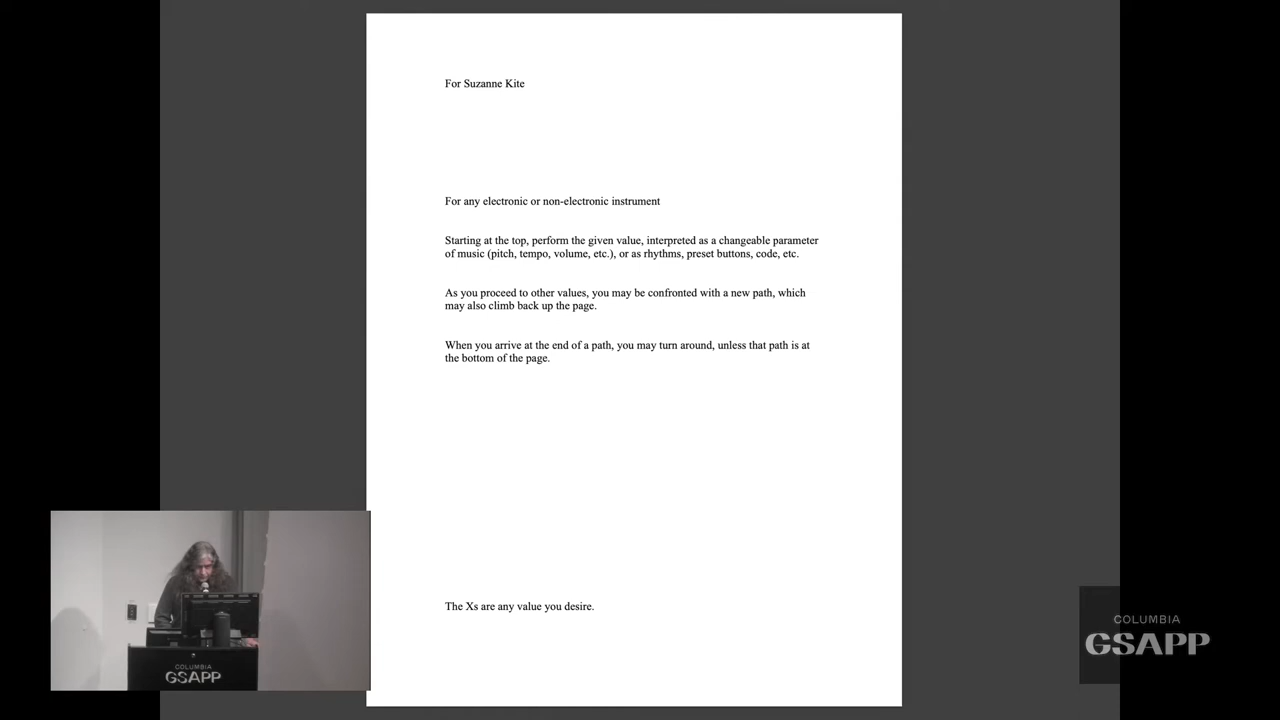 For Suzanne Kite
For any electronic or non-electronic instrument
Starting at the top, perform the given value, interpreted as a changeable parameter
of music (pitch, tempo, volume, etc.), or as rhythms, preset buttons, code, etc.
As you proceed to other values, you may be confronted with a new path, which
may also climb back up the page.
When you arrive at the end of a path, you may turn around, unless that path is at
the bottom of the page.
The Xs are any value you desire.
COLUMBIA
GSAPP
COLUMBIA
GSAPP